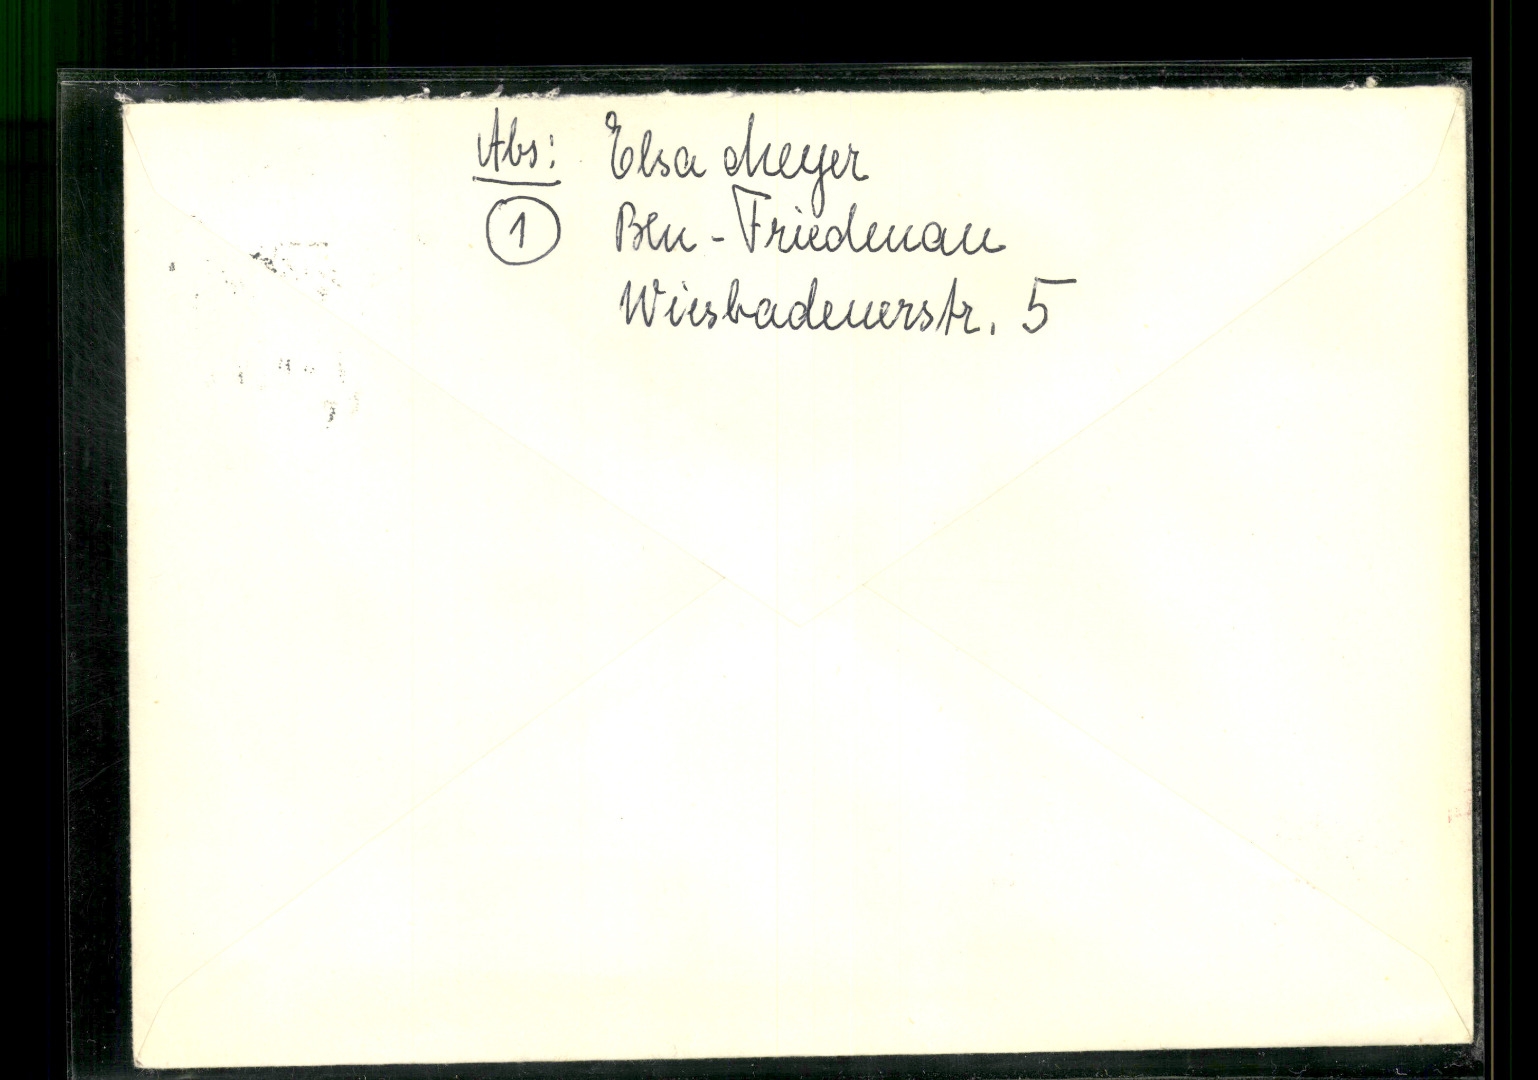 Abs: Elsa Meyer
1 Bln - Friedenau
Wiesbadenerstr. 5